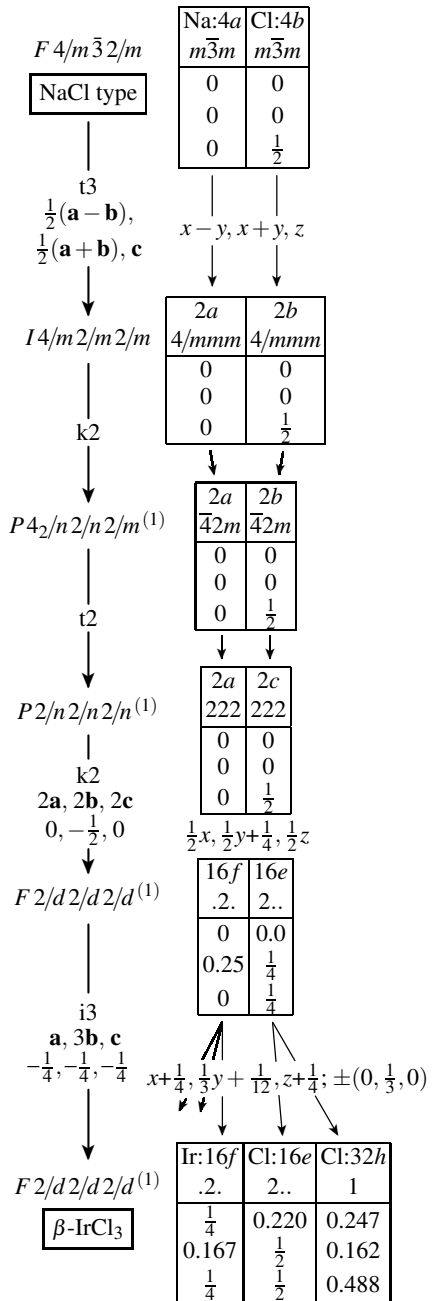 F 4/m 3̅ 2/m
NaCl type
Na:4a Cl:4b
m3̅m m3̅m
0 0
0 0
0 1/2
t3
½(a − b),
½(a + b), c
x − y, x + y, z
I 4/m 2/m 2/m
2a 2b
4/mmm 4/mmm
0 0
0 0
0 1/2
k2
P 4₂/n 2/n 2/m⁽¹⁾
2a 2b
4̅2m 4̅2m
0 0
0 0
0 1/2
t2
P 2/n 2/n 2/n⁽¹⁾
2a 2c
222 222
0 0
0 0
0 1/2
k2
2a, 2b, 2c
0, −½, 0
½x, ½y+¼, ½z
F 2/d 2/d 2/d⁽¹⁾
16f 16e
.2. 2..
0 0.0
0.25 1/4
0 1/4
i3
a, 3b, c
−¼, −¼, −¼
x+¼, ⅓y + 1/12, z+¼; ±(0, ⅓, 0)
F 2/d 2/d 2/d⁽¹⁾
β-IrCl₃
Ir:16f Cl:16e Cl:32h
.2. 2.. 1
1/4 0.220 0.247
0.167 1/2 0.162
1/4 1/2 0.488